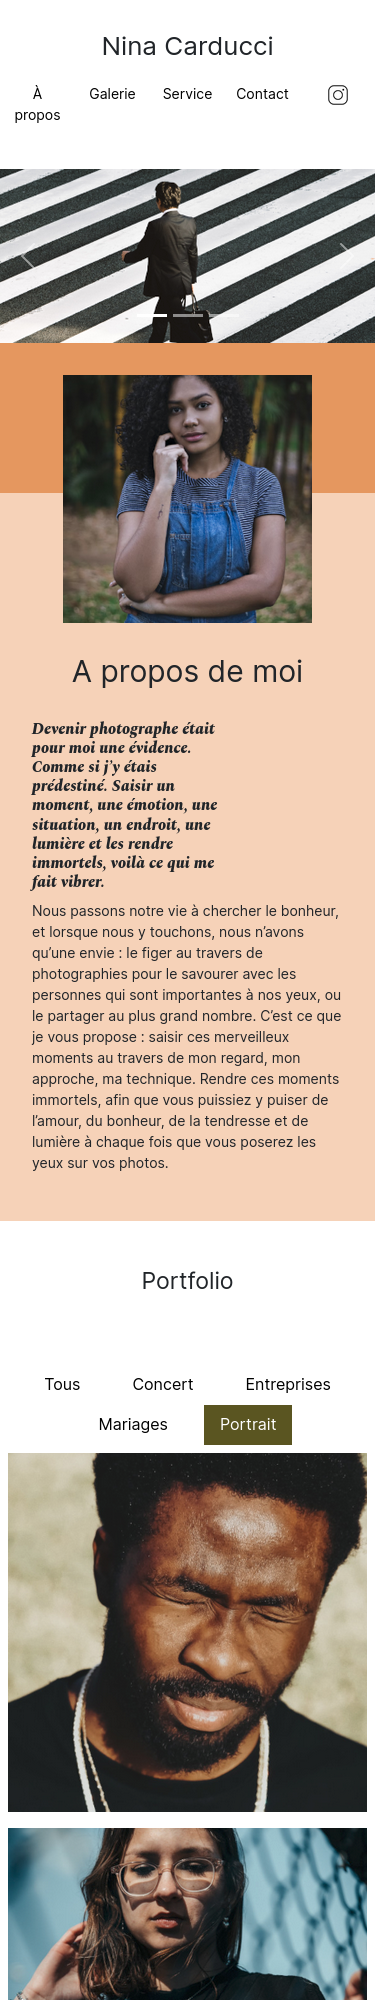 Nina Carducci
À propos Galerie Service Contact
A propos de moi
Devenir photographe était
pour moi une évidence.
Comme si j'y étais
prédestiné. Saisir un
moment, une émotion, une
situation, un endroit, une
lumière et les rendre
immortels, voilà ce qui me
fait vibrer.
Nous passons notre vie à chercher le bonheur,
et lorsque nous y touchons, nous n’avons
qu’une envie : le figer au travers de
photographies pour le savourer avec les
personnes qui sont importantes à nos yeux, ou
le partager au plus grand nombre. C’est ce que
je vous propose : saisir ces merveilleux
moments au travers de mon regard, mon
approche, ma technique. Rendre ces moments
immortels, afin que vous puissiez y puiser de
l’amour, du bonheur, de la tendresse et de
lumière à chaque fois que vous poserez les
yeux sur vos photos.
Portfolio
Tous Concert Entreprises
Mariages Portrait